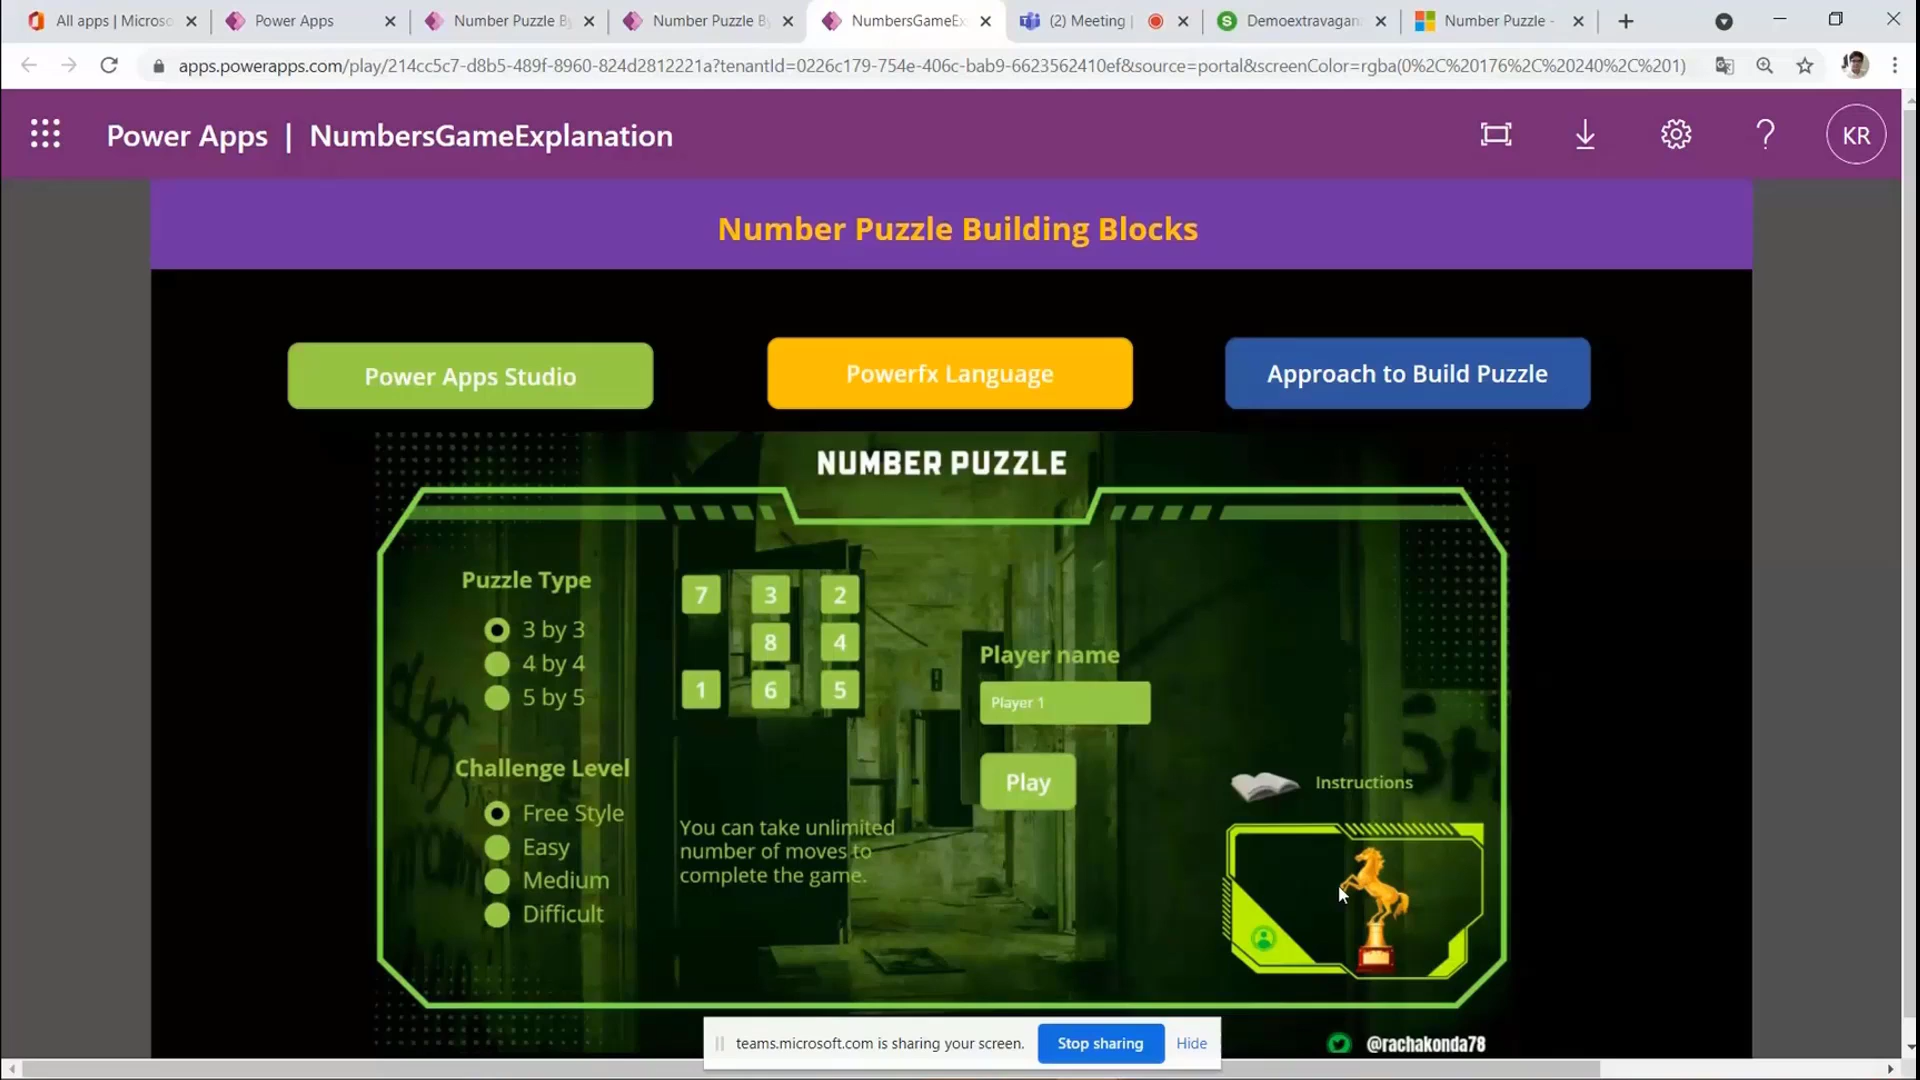 All apps | Microso
Power Apps
Number Puzzle By
Number Puzzle By
NumbersGameEx
(2) Meeting |
Demoextravagan
Number Puzzle -
apps.powerapps.com/play/214cc5c7-d8b5-489f-8960-824d2812221a?tenantId=0226c179-754e-406c-bab9-6623562410ef&source=portal&screenColor=rgba(0%2C%20176%2C%20240%2C%201)
Power Apps | NumbersGameExplanation
KR
Number Puzzle Building Blocks
Power Apps Studio
Powerfx Language
Approach to Build Puzzle
NUMBER PUZZLE
Puzzle Type
3 by 3
4 by 4
5 by 5
7 3 2
8 4
1 6 5
Player name
Player 1
Play
Challenge Level
Free Style
Easy
Medium
Difficult
You can take unlimited
number of moves to
complete the game.
Instructions
teams.microsoft.com is sharing your screen.
Stop sharing
Hide
@rachakonda78